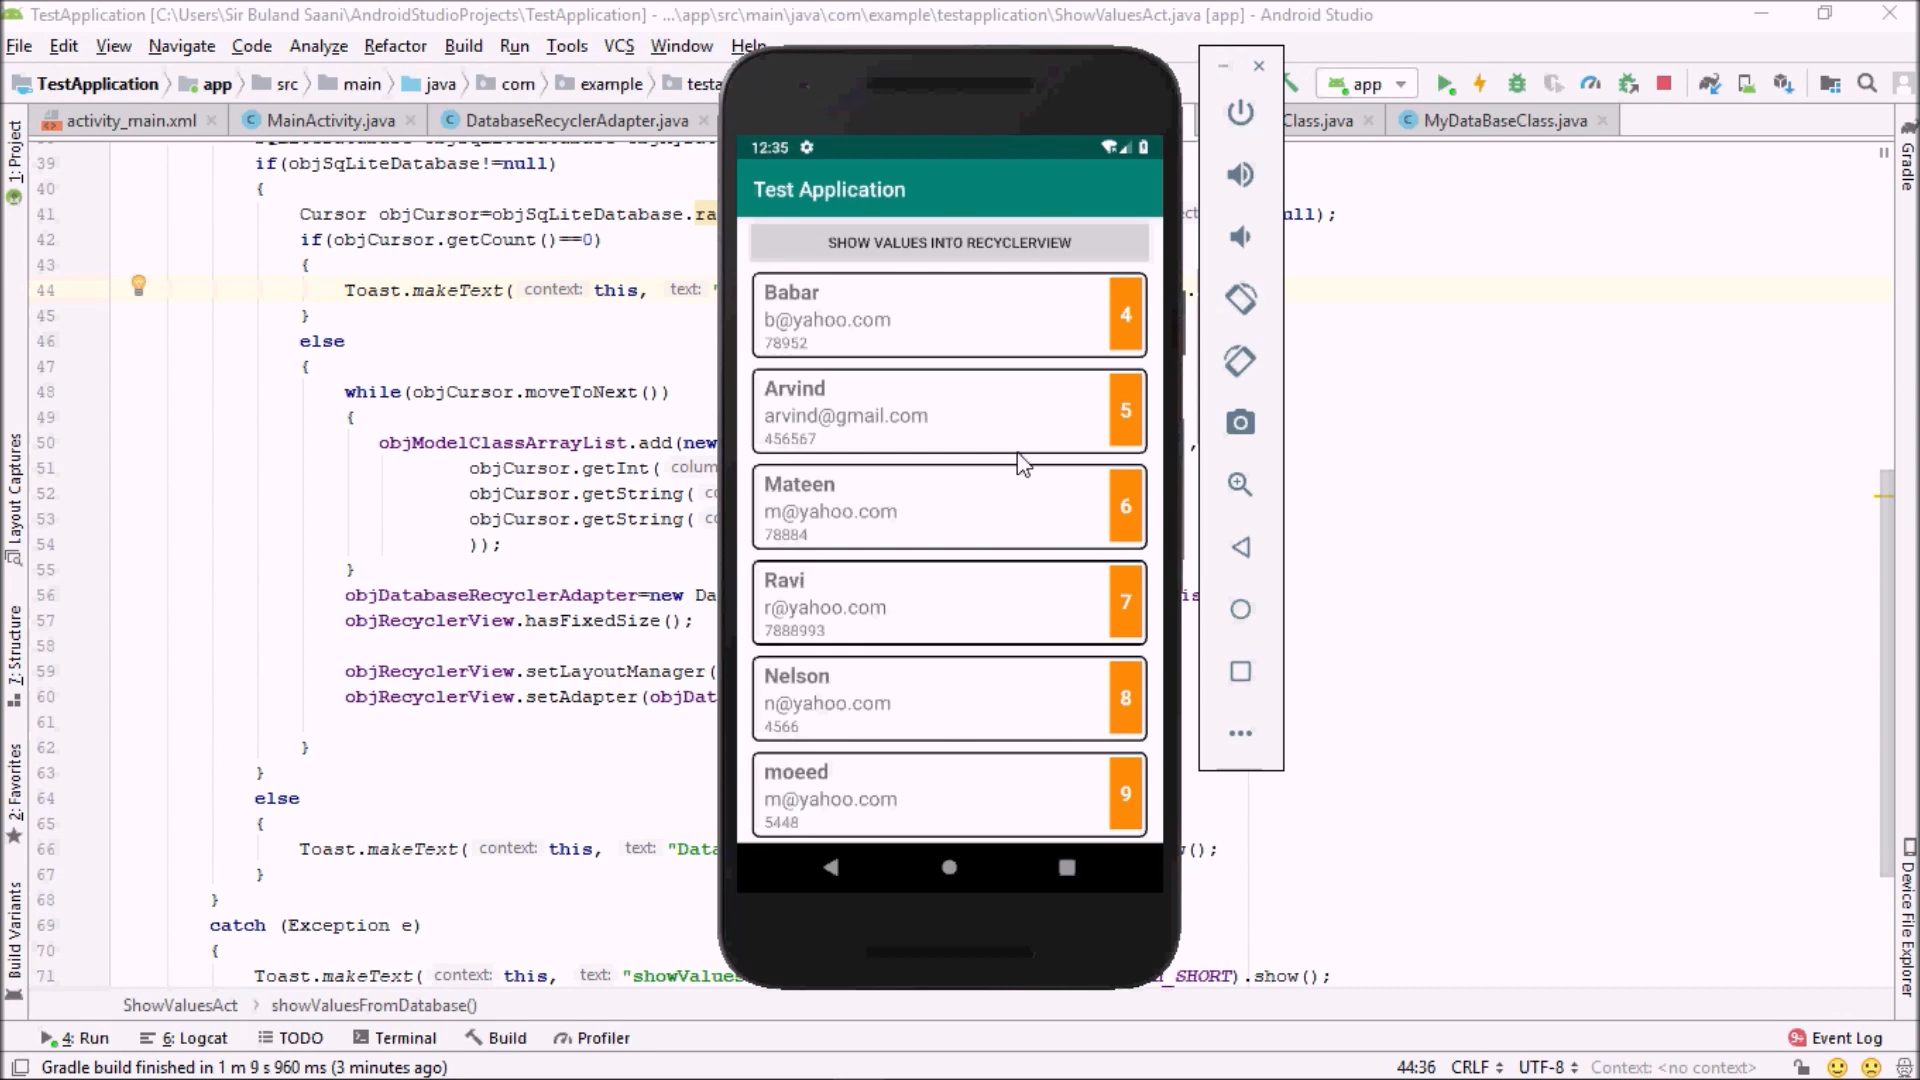 TestApplication [C:\Users\Sir Buland Saani\AndroidStudioProjects\TestApplication] - ...\app\src\main\java\com\example\testapplication\ShowValuesAct.java [app] - Android Studio
File Edit View Navigate Code Analyze Refactor Build Run Tools VCS Window Help
TestApplication app src main java com example testa
app
activity_main.xml MainActivity.java DatabaseRecyclerAdapter.java Class.java MyDataBaseClass.java
39 if(objSqLiteDatabase!=null)
40 {
41 Cursor objCursor=objSqLiteDatabase.ra ull);
42 if(objCursor.getCount()==0)
43 {
44 Toast.makeText( context: this, text: "
45 }
46 else
47 {
48 while(objCursor.moveToNext())
49 {
50 objModelClassArrayList.add(new ,
51 objCursor.getInt( colum
52 objCursor.getString( co
53 objCursor.getString( co
54 ));
55 }
56 objDatabaseRecyclerAdapter=new Da is
57 objRecyclerView.hasFixedSize();
58
59 objRecyclerView.setLayoutManager(
60 objRecyclerView.setAdapter(objDat
61
62 }
63 }
64 else
65 {
66 Toast.makeText( context: this, text: "Data ();
67 }
68 }
69 catch (Exception e)
70 {
71 Toast.makeText( context: this, text: "showValues _SHORT).show();
12:35
Test Application
SHOW VALUES INTO RECYCLERVIEW
Babar
b@yahoo.com
78952
4
Arvind
arvind@gmail.com
456567
5
Mateen
m@yahoo.com
78884
6
Ravi
r@yahoo.com
7888993
7
Nelson
n@yahoo.com
4566
8
moeed
m@yahoo.com
5448
9
1: Project
Layout Captures
7: Structure
2: Favorites
Build Variants
Gradle
Device File Explorer
ShowValuesAct showValuesFromDatabase()
4: Run 6: Logcat TODO Terminal Build Profiler 9+ Event Log
Gradle build finished in 1 m 9 s 960 ms (3 minutes ago) 44:36 CRLF UTF-8 Context: <no context>